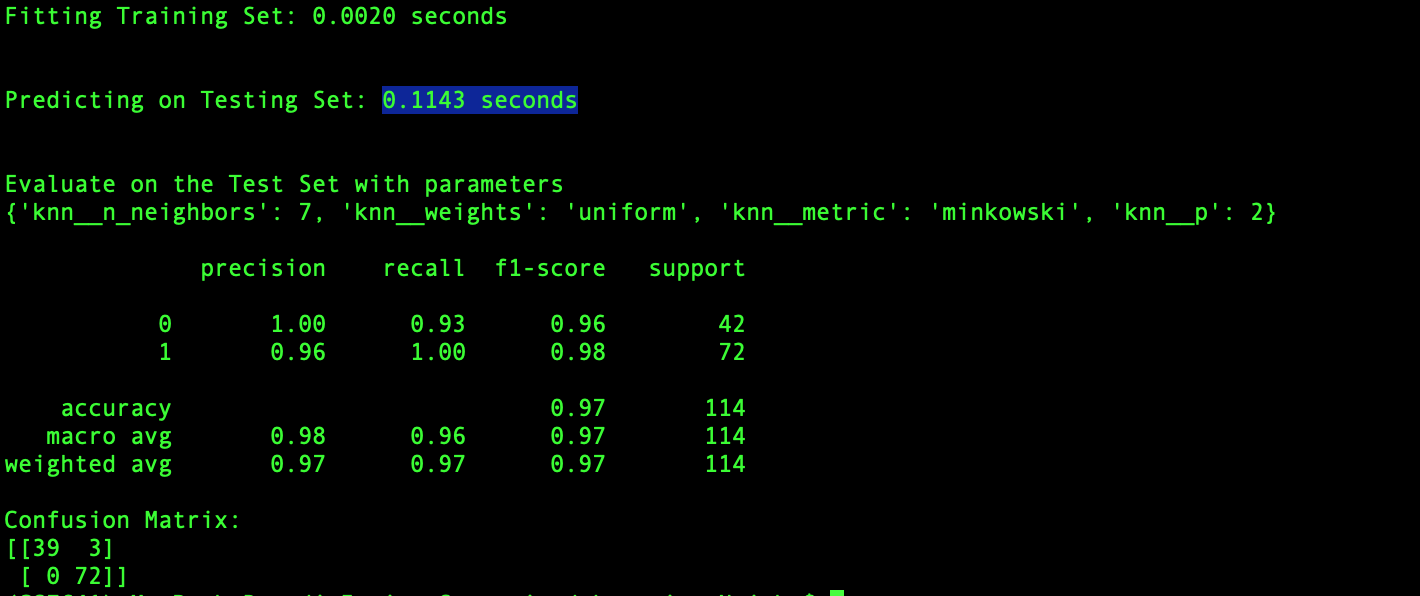 Fitting Training Set: 0.0020 seconds
Predicting on Testing Set: 0.1143 seconds
Evaluate on the Test Set with parameters
{'knn__n_neighbors': 7, 'knn__weights': 'uniform', 'knn__metric': 'minkowski', 'knn__p': 2}
precision recall f1-score support
0 1.00 0.93 0.96 42
1 0.96 1.00 0.98 72
accuracy 0.97 114
macro avg 0.98 0.96 0.97 114
weighted avg 0.97 0.97 0.97 114
Confusion Matrix:
[[39 3]
[ 0 72]]